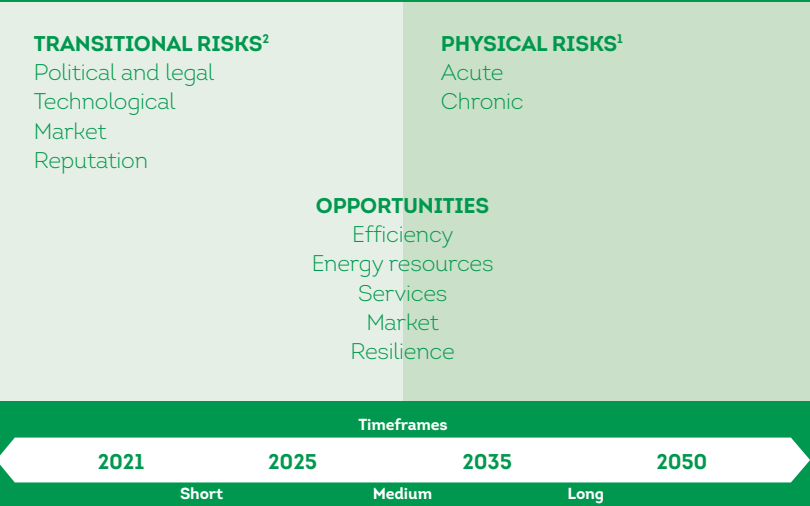 TRANSITIONAL RISKS²
Political and legal
Technological
Market
Reputation
PHYSICAL RISKS¹
Acute
Chronic
OPPORTUNITIES
Efficiency
Energy resources
Services
Market
Resilience
Timeframes
2021 2025 2035 2050
Short Medium Long